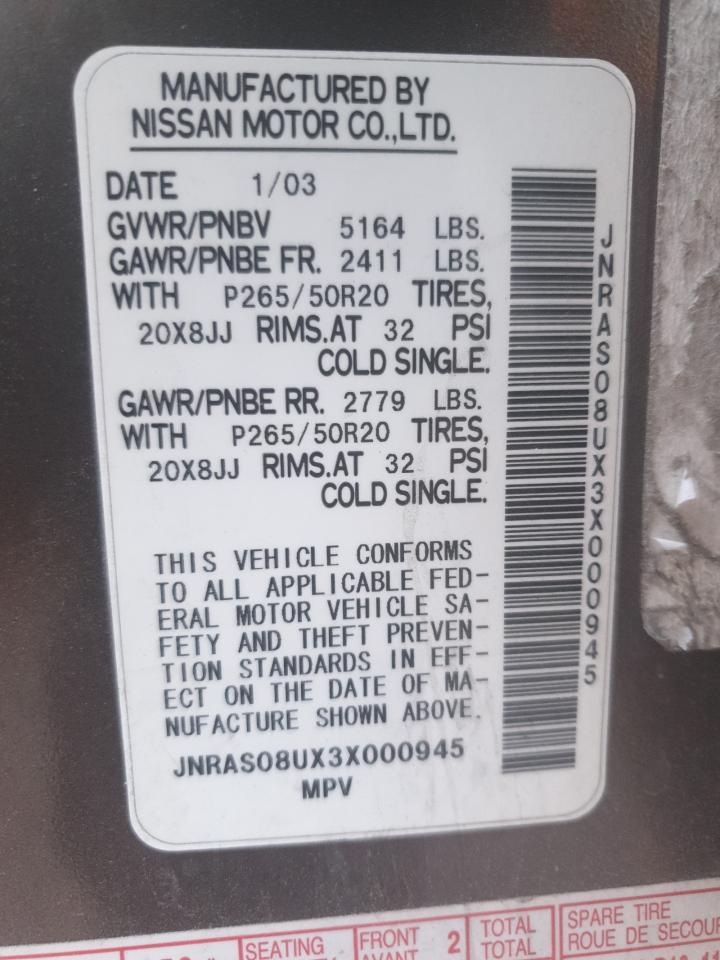 MANUFACTURED BY
NISSAN MOTOR CO.,LTD.
DATE 1/03
GVWR/PNBV 5164 LBS.
GAWR/PNBE FR. 2411 LBS.
WITH P265/50R20 TIRES,
20X8JJ RIMS.AT 32 PSI
COLD SINGLE.
GAWR/PNBE RR. 2779 LBS.
WITH P265/50R20 TIRES,
20X8JJ RIMS.AT 32 PSI
COLD SINGLE.
THIS VEHICLE CONFORMS
TO ALL APPLICABLE FED-
ERAL MOTOR VEHICLE SA-
FETY AND THEFT PREVEN-
TION STANDARDS IN EFF-
ECT ON THE DATE OF MA-
NUFACTURE SHOWN ABOVE.
JNRAS08UX3X000945
MPV
JNRAS08UX3X000945
SEATING FRONT 2 TOTAL SPARE TIRE
AVANT TOTAL ROUE DE SECOUR